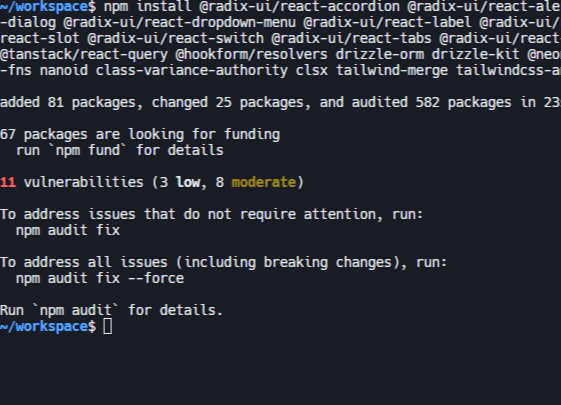 ~/workspace$ npm install @radix-ui/react-accordion @radix-ui/react-ale
-dialog @radix-ui/react-dropdown-menu @radix-ui/react-label @radix-ui/
react-slot @radix-ui/react-switch @radix-ui/react-tabs @radix-ui/react
@tanstack/react-query @hookform/resolvers drizzle-orm drizzle-kit @neo
-fns nanoid class-variance-authority clsx tailwind-merge tailwindcss-a
added 81 packages, changed 25 packages, and audited 582 packages in 23
67 packages are looking for funding
run `npm fund` for details
11 vulnerabilities (3 low, 8 moderate)
To address issues that do not require attention, run:
npm audit fix
To address all issues (including breaking changes), run:
npm audit fix --force
Run `npm audit` for details.
~/workspace$